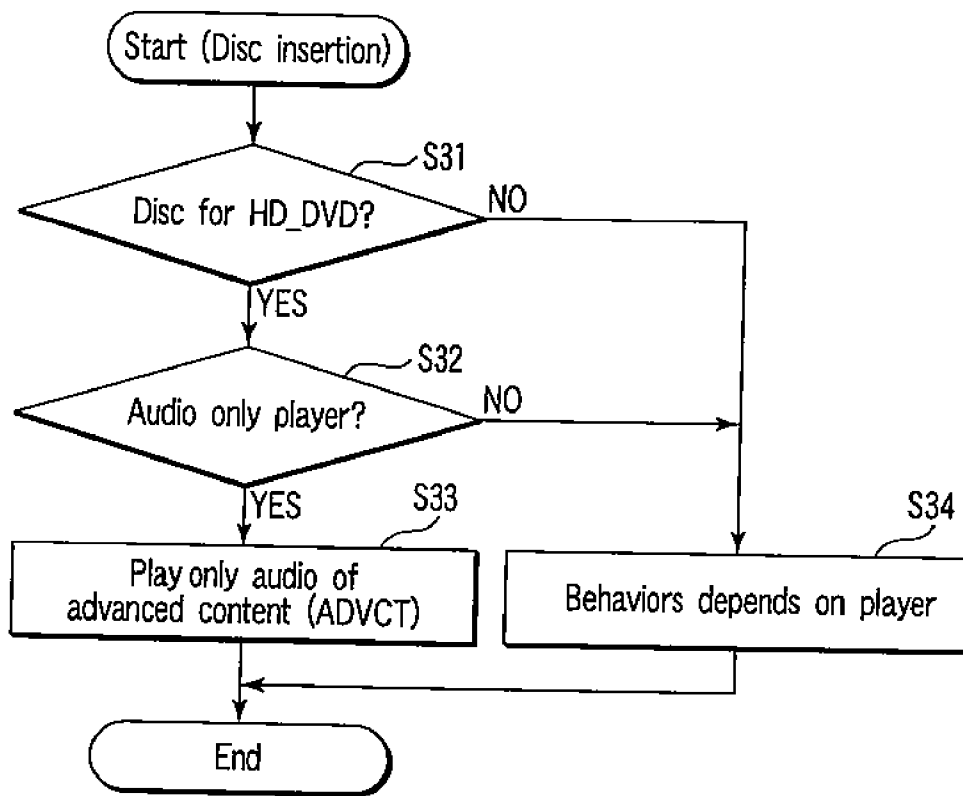 Start (Disc insertion)
S31
Disc for HD_DVD?
NO
YES
S32
Audio only player?
NO
YES
S33
S34
Play only audio of
advanced content (ADVCT)
Behaviors depends on player
End